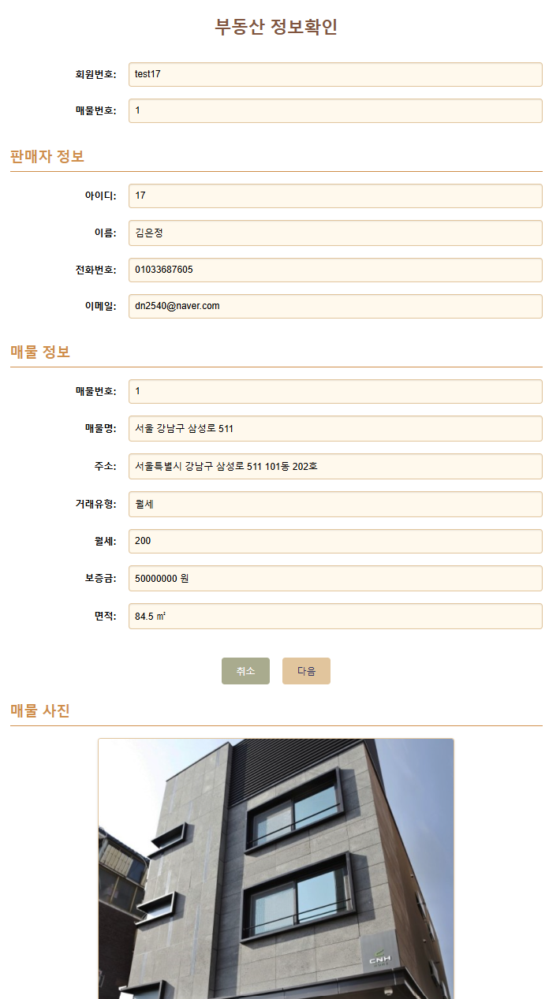 부동산 정보확인
회원번호: test17
매물번호: 1
판매자 정보
아이디: 17
이름: 김은정
전화번호: 01033687605
이메일: dn2540@naver.com
매물 정보
매물번호: 1
매물명: 서울 강남구 삼성로 511
주소: 서울특별시 강남구 삼성로 511 101동 202호
거래유형: 월세
월세: 200
보증금: 50000000 원
면적: 84.5 ㎡
취소 다음
매물 사진
CNH